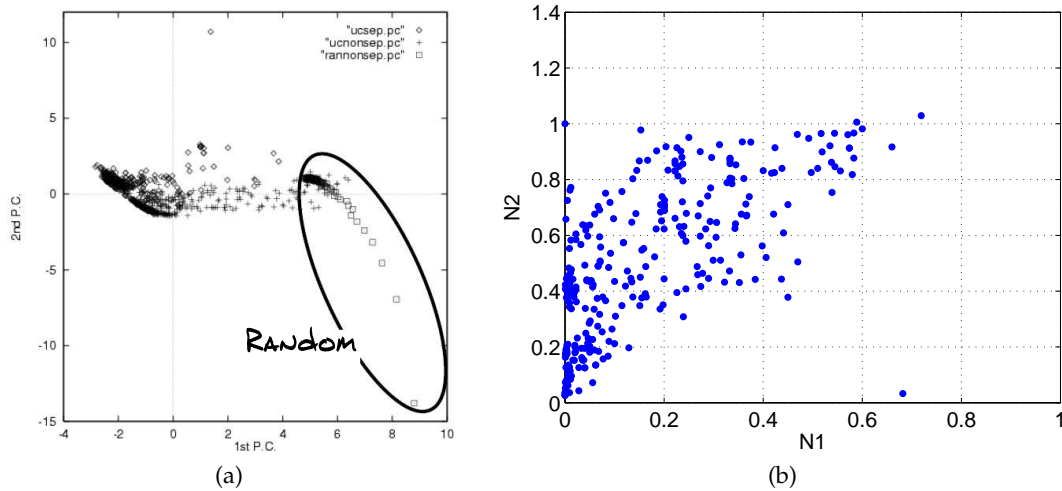 10
5
0
-5
-10
-15
-4
-2
0
2
4
6
8
10
2nd P.C.
1st P.C.
"ucsep.pc"
"ucnonsep.pc"
"rannonsep.pc"
RANDOM
(a)
1.4
1.2
1
0.8
0.6
0.4
0.2
0
0
0.2
0.4
0.6
0.8
1
N2
N1
(b)